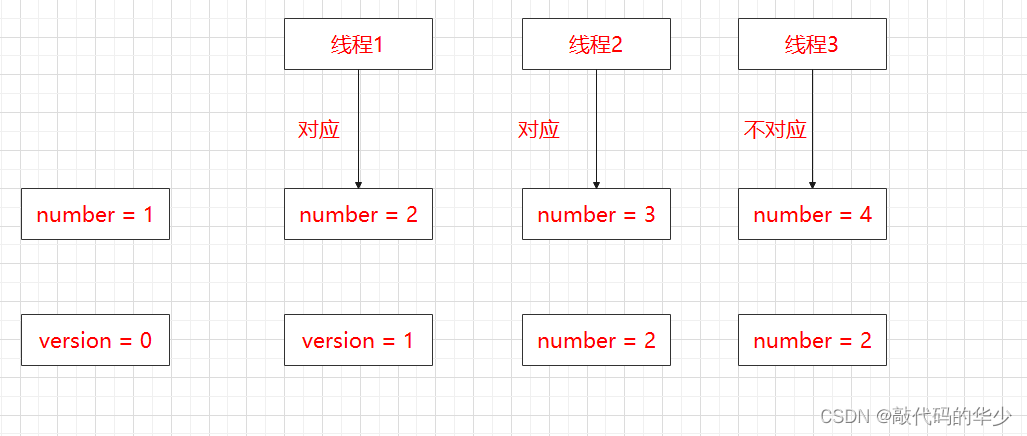 线程1
线程2
线程3
对应
对应
不对应
number = 1
number = 2
number = 3
number = 4
version = 0
version = 1
number = 2
number = 2
CSDN @敲代码的华少